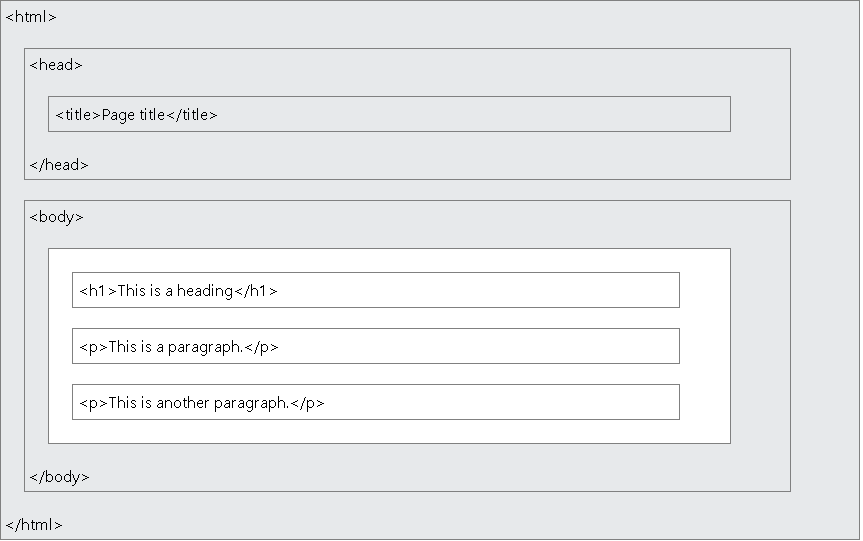 <html>
<head>
<title>Page title</title>
</head>
<body>
<h1>This is a heading</h1>
<p>This is a paragraph.</p>
<p>This is another paragraph.</p>
</body>
</html>